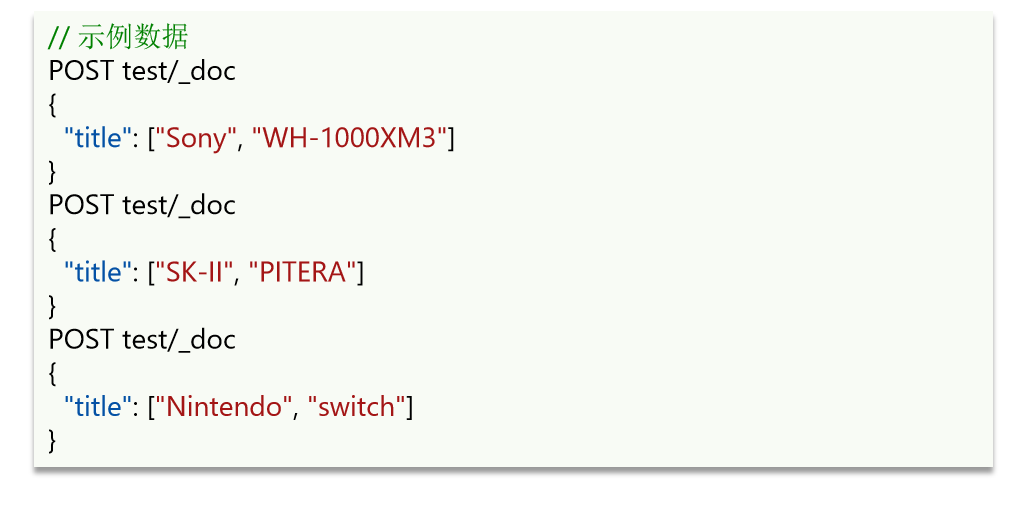 // 示例数据
POST test/_doc
{
  "title": ["Sony", "WH-1000XM3"]
}
POST test/_doc
{
  "title": ["SK-II", "PITERA"]
}
POST test/_doc
{
  "title": ["Nintendo", "switch"]
}